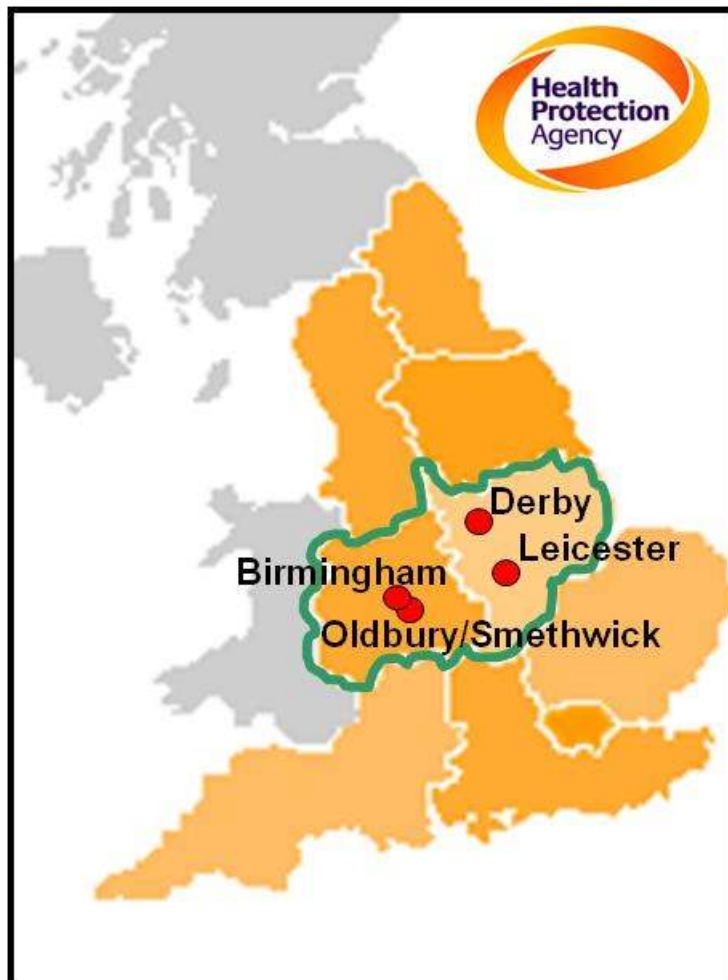 Health
Protection
Agency
Derby
Leicester
Birmingham
Oldbury/Smethwick